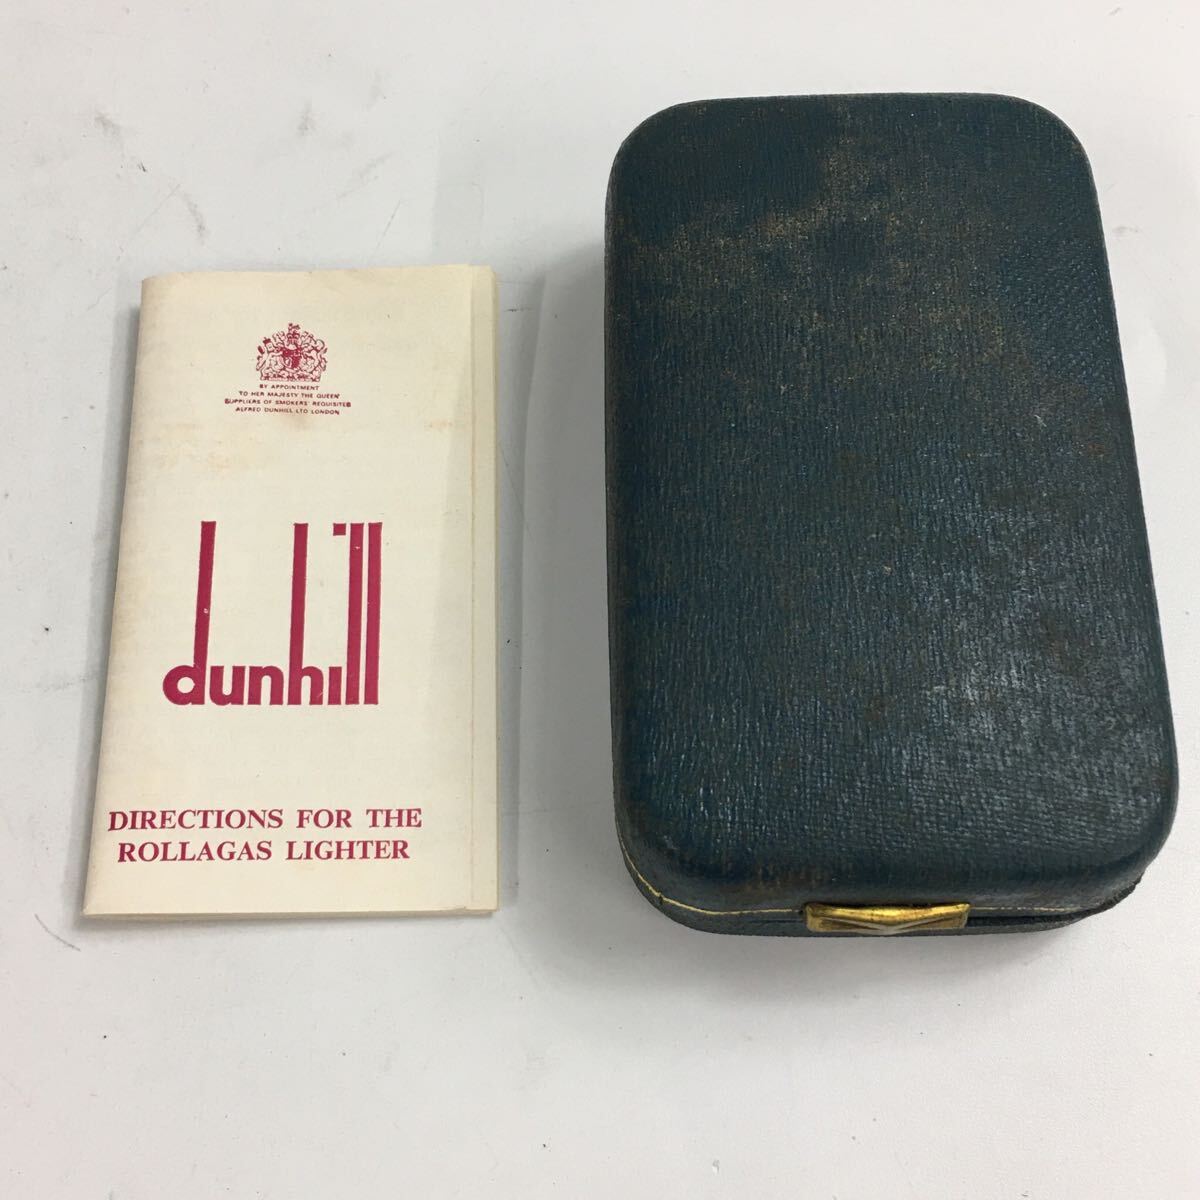 BY APPOINTMENT
TO HER MAJESTY THE QUEEN
SUPPLIERS OF SMOKERS' REQUISITES
ALFRED DUNHILL LTD LONDON
dunhill
DIRECTIONS FOR THE
ROLLAGAS LIGHTER